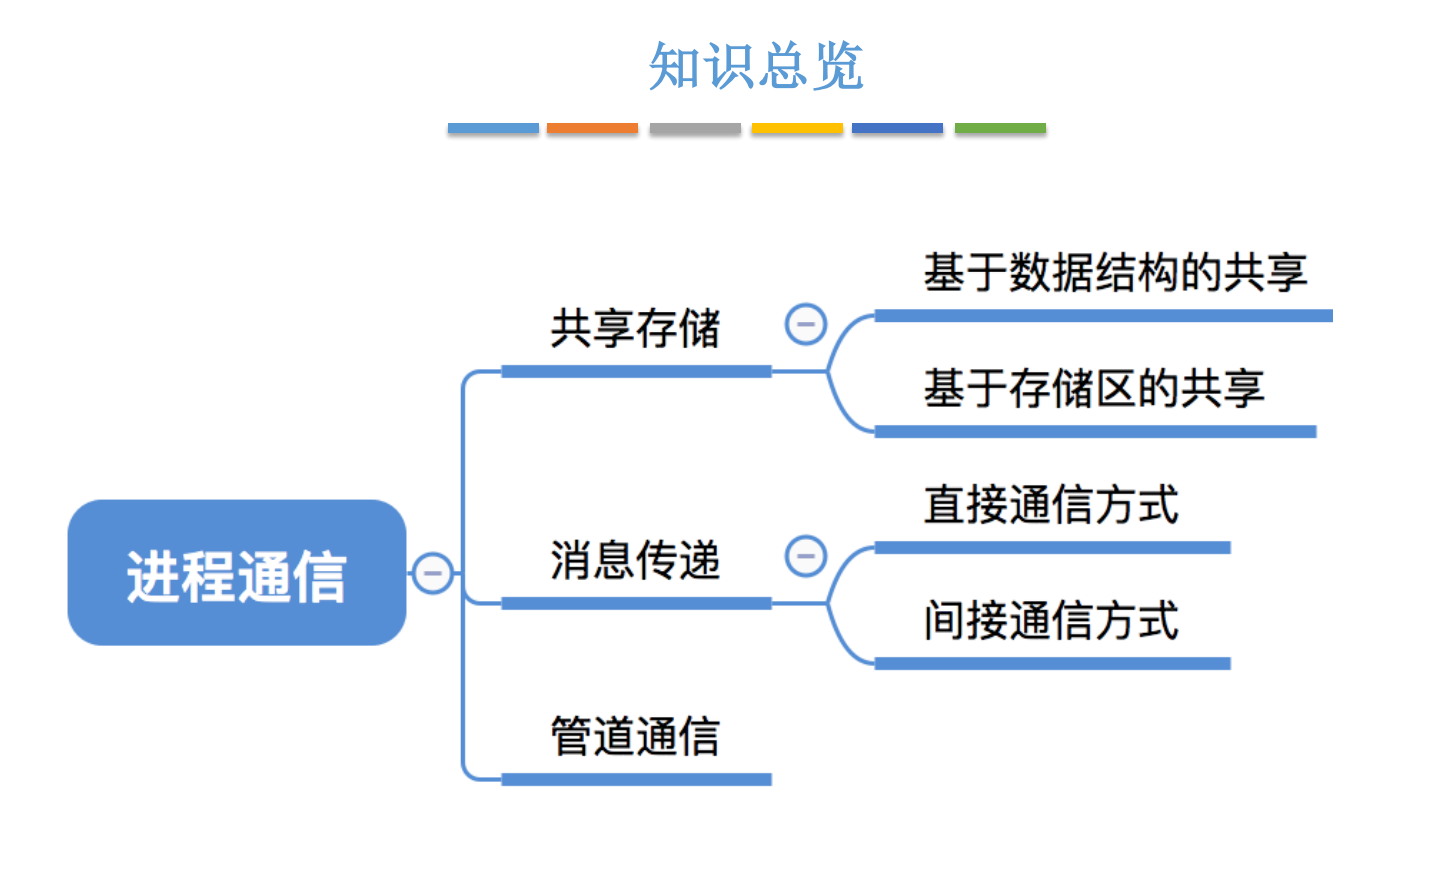 知识总览
进程通信
共享存储
基于数据结构的共享
基于存储区的共享
消息传递
直接通信方式
间接通信方式
管道通信